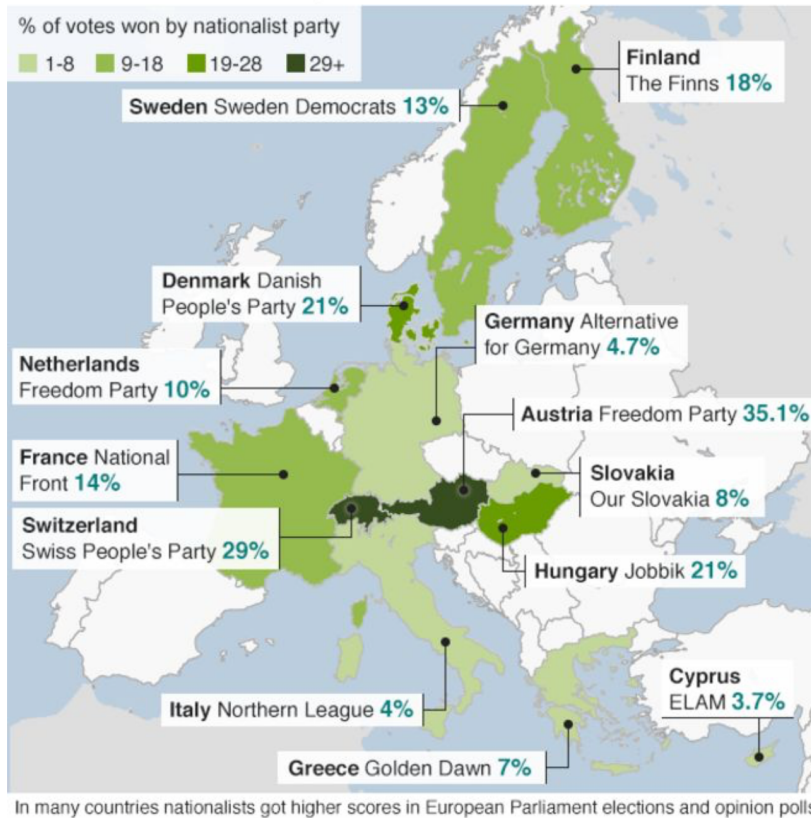 % of votes won by nationalist party
1-8 9-18 19-28 29+
Finland
The Finns 18%
Sweden Sweden Democrats 13%
Denmark Danish
People's Party 21%
Germany Alternative
for Germany 4.7%
Netherlands
Freedom Party 10%
Austria Freedom Party 35.1%
France National
Front 14%
Slovakia
Our Slovakia 8%
Switzerland
Swiss People's Party 29%
Hungary Jobbik 21%
Cyprus
ELAM 3.7%
Italy Northern League 4%
Greece Golden Dawn 7%
In many countries nationalists got higher scores in European Parliament elections and opinion polls